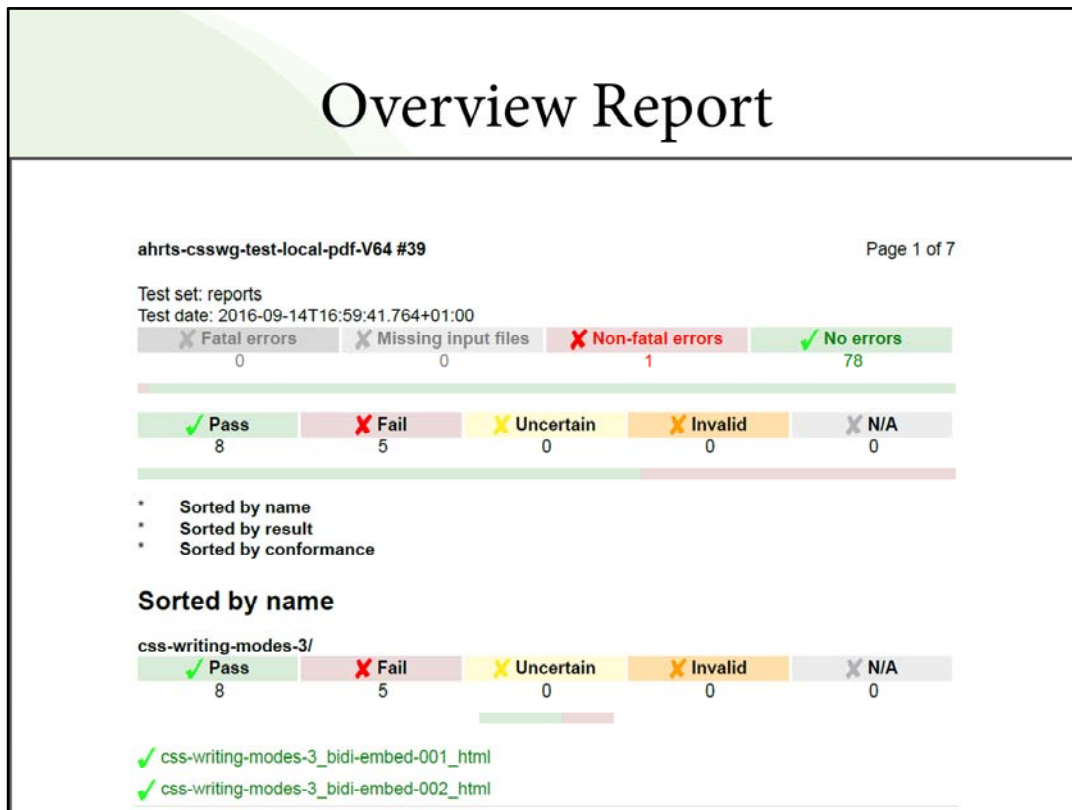 Overview Report
ahrts-csswg-test-local-pdf-V64 #39 Page 1 of 7
Test set: reports
Test date: 2016-09-14T16:59:41.764+01:00
✘ Fatal errors ✘ Missing input files ✘ Non-fatal errors ✓ No errors
0 0 1 78
✓ Pass ✘ Fail ✘ Uncertain ✘ Invalid ✘ N/A
8 5 0 0 0
* Sorted by name
* Sorted by result
* Sorted by conformance
Sorted by name
css-writing-modes-3/
✓ Pass ✘ Fail ✘ Uncertain ✘ Invalid ✘ N/A
8 5 0 0 0
✓ css-writing-modes-3_bidi-embed-001_html
✓ css-writing-modes-3_bidi-embed-002_html